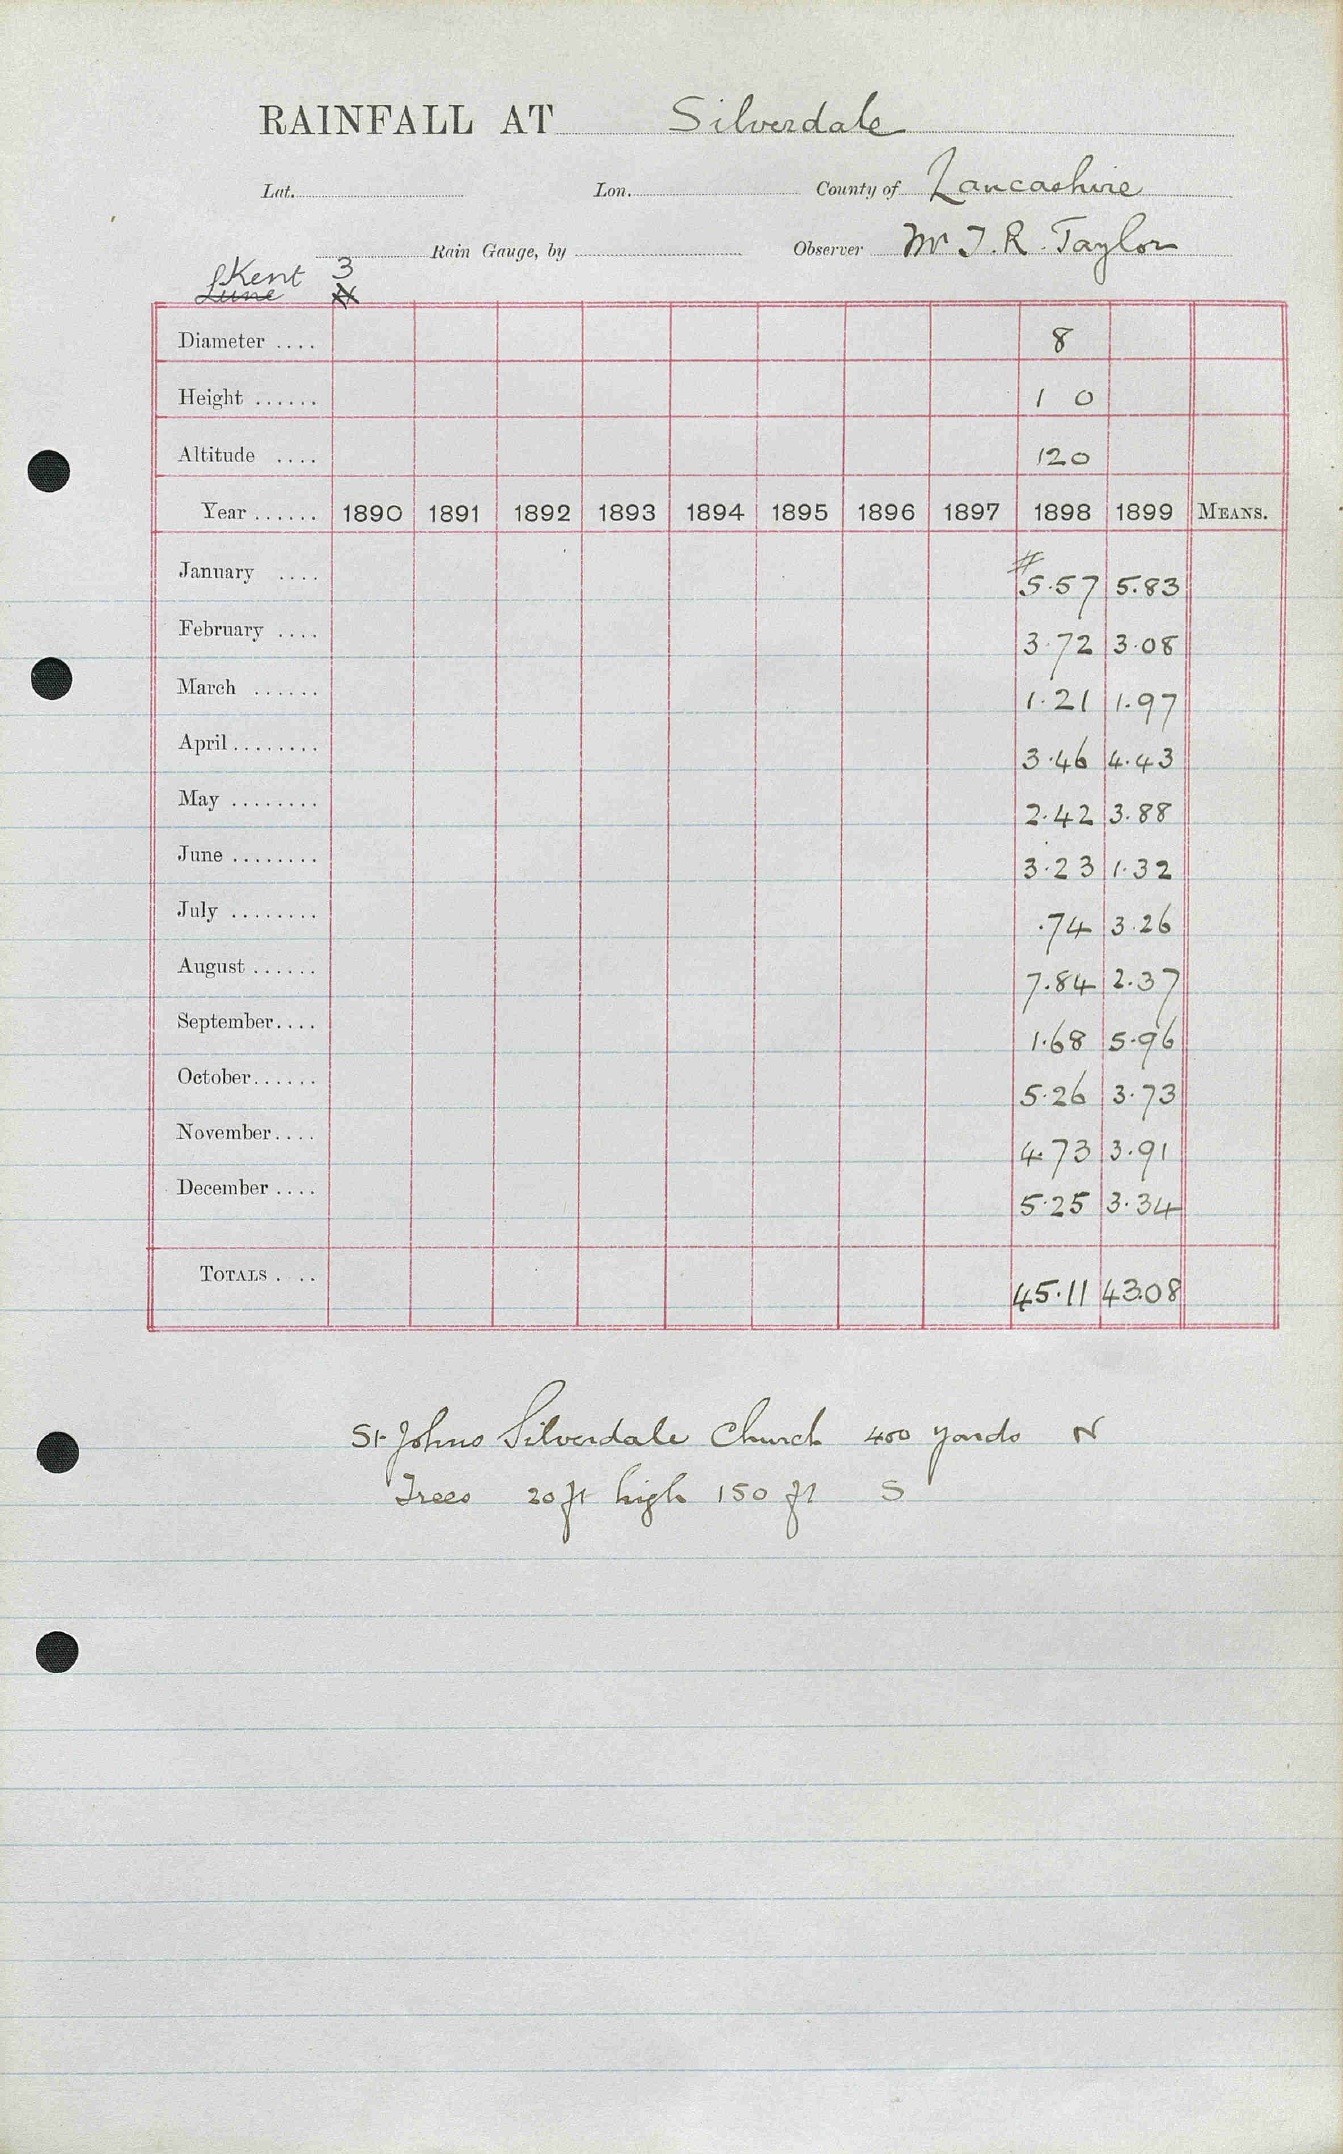 RAINFALL AT Silverdale
Lat. Lon. County of Lancashire
Rain Gauge, by Observer Mr T. R. Taylor
Kent 3
Lune
Diameter .... 8
Height ...... 1 0
Altitude .... 120
Year ...... 1890 1891 1892 1893 1894 1895 1896 1897 1898 1899 MEANS.
January .... # 5.57 5.83
February .... 3.72 3.08
March ...... 1.21 1.97
April ........ 3.46 4.43
May ........ 2.42 3.88
June ........ 3.23 1.32
July ........ .74 3.26
August ...... 7.84 2.37
September.... 1.68 5.96
October...... 5.26 3.73
November.... 4.73 3.91
December .... 5.25 3.34
TOTALS .... 45.11 43.08
St Johns Silverdale Church 400 yards N
Trees 20 ft high 150 ft S